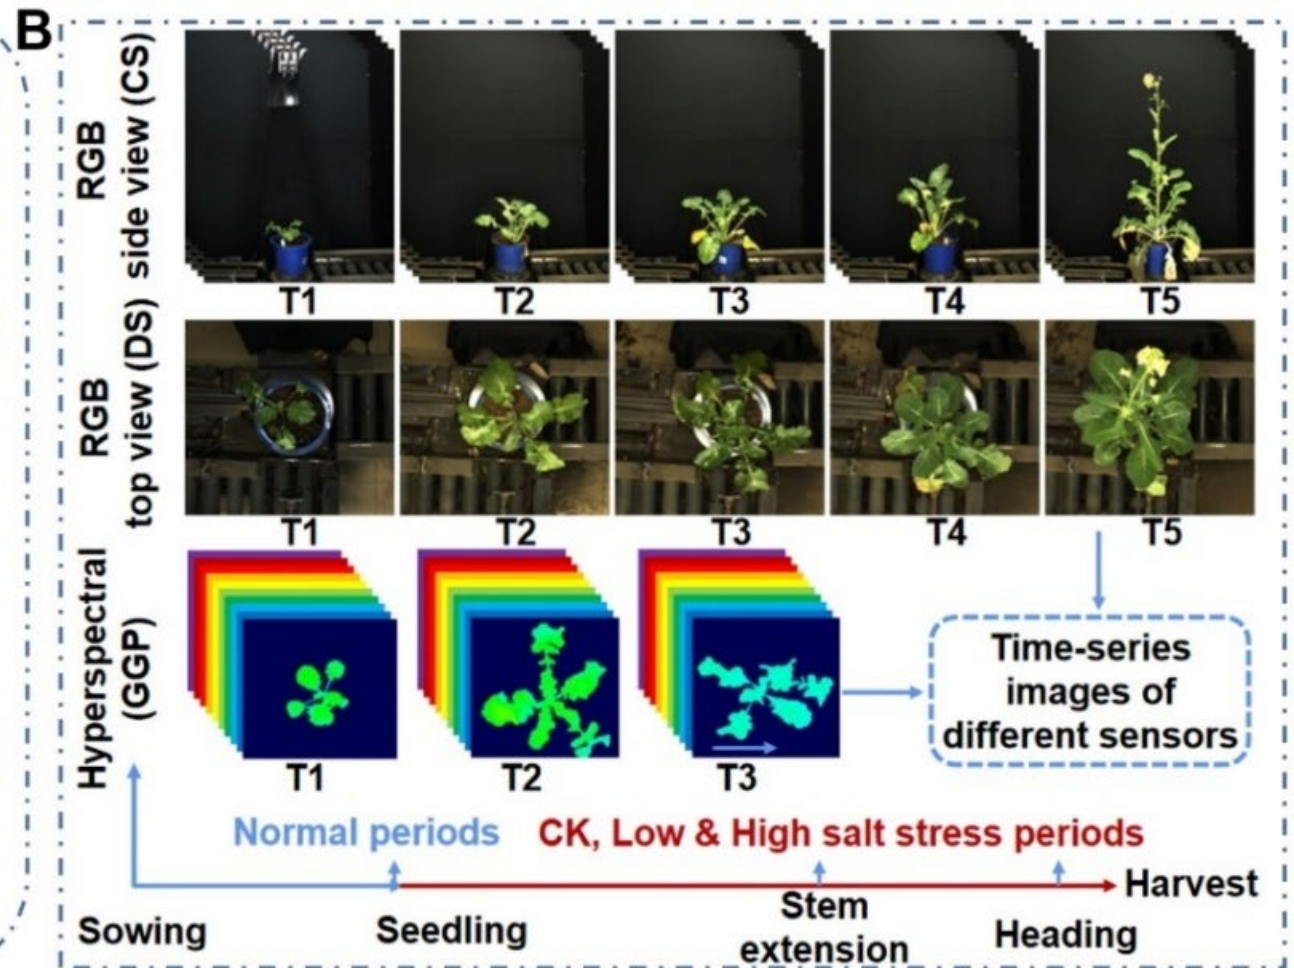 B
RGB
side view (CS)
T1
T2
T3
T4
T5
RGB
top view (DS)
T1
T2
T3
T4
T5
Hyperspectral
(GGP)
T1
T2
T3
Time-series
images of
different sensors
Normal periods
CK, Low & High salt stress periods
Harvest
Sowing
Seedling
Stem
extension
Heading